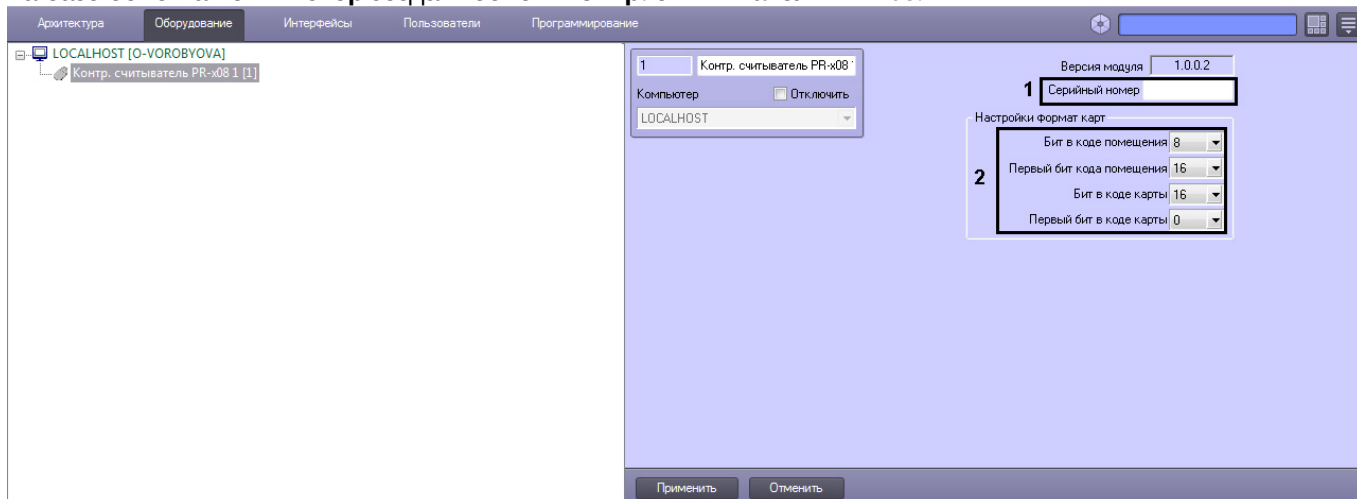 Архитектура Оборудование Интерфейсы Пользователи Программирование
LOCALHOST [O-VOROBYOVA]
Контр. считыватель PR-x08 1 [1]
1 Контр. считыватель PR-x08
Компьютер Отключить
LOCALHOST
Версия модуля 1.0.0.2
1 Серийный номер
Настройки формат карт
2
Бит в коде помещения 8
Первый бит кода помещения 16
Бит в коде карты 16
Первый бит в коде карты 0
Применить Отменить